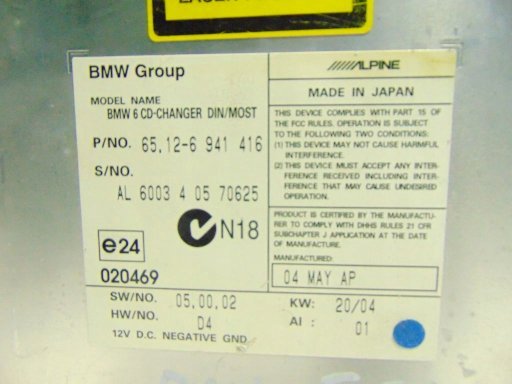 BMW Group
MODEL NAME
BMW 6 CD-CHANGER DIN/MOST
P/NO. 65.12-6 941 416
S/NO.
AL 6003 4 05 70625
N18
e24
020469
SW/NO. 05.00.02
HW/NO. D4
12V D.C. NEGATIVE GND.
ALPINE
MADE IN JAPAN
THIS DEVICE COMPLIES WITH PART 15 OF
THE FCC RULES. OPERATION IS SUBJECT
TO THE FOLLOWING TWO CONDITIONS:
(1) THIS DEVICE MAY NOT CAUSE HARMFUL
INTERFERENCE.
(2) THIS DEVICE MUST ACCEPT ANY INTER-
FERENCE RECEIVED INCLUDING INTER-
FERENCE THAT MAY CAUSE UNDESIRED
OPERATION.
PRODUCT IS CERTIFIED BY THE MANUFACTU-
RER TO COMPLY WITH DHHS RULES 21 CFR
SUBCHAPTER J APPLICATION AT THE DATE
OF MANUFACTURE.
MANUFACTURED:
04 MAY AP
KW: 20/04
AI : 01